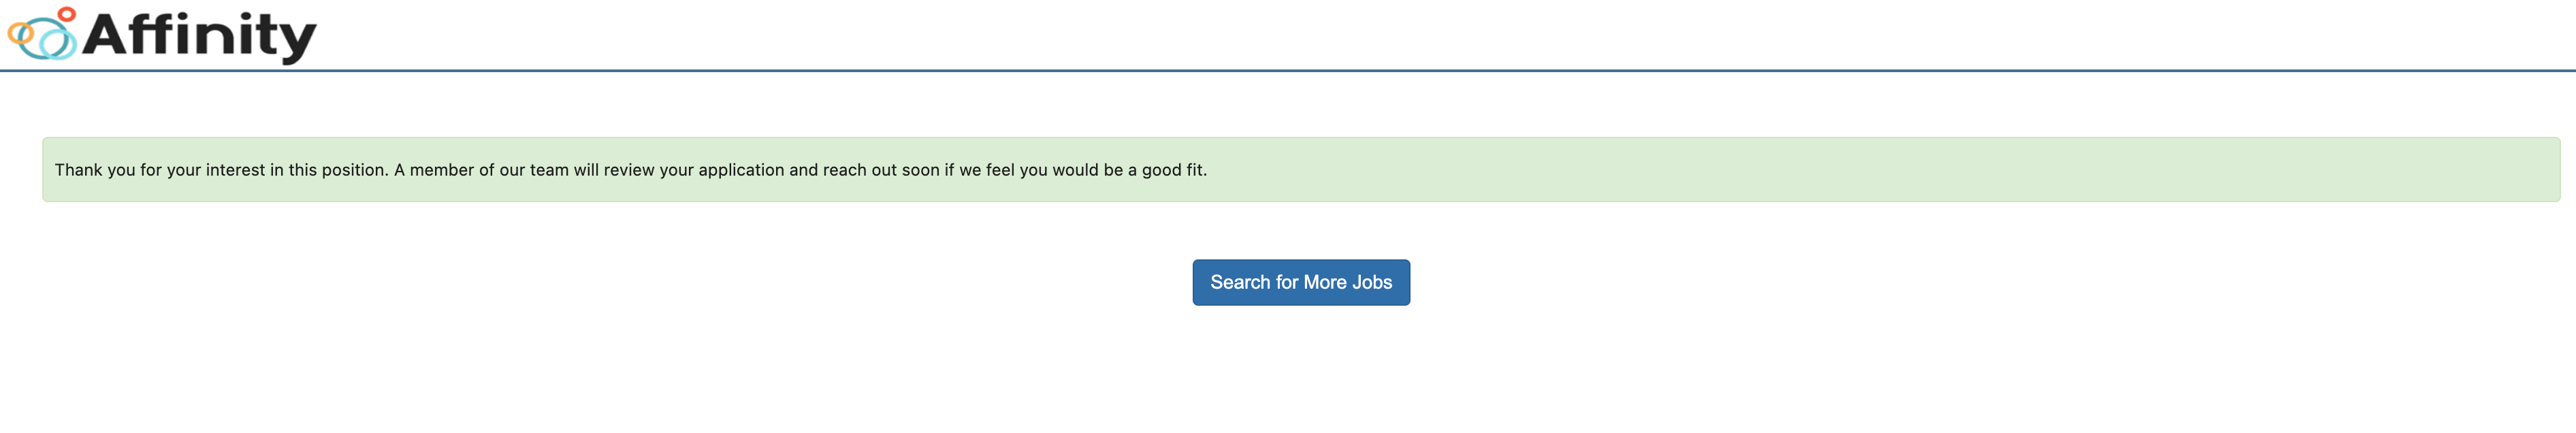 Affinity
Thank you for your interest in this position. A member of our team will review your application and reach out soon if we feel you would be a good fit.
Search for More Jobs